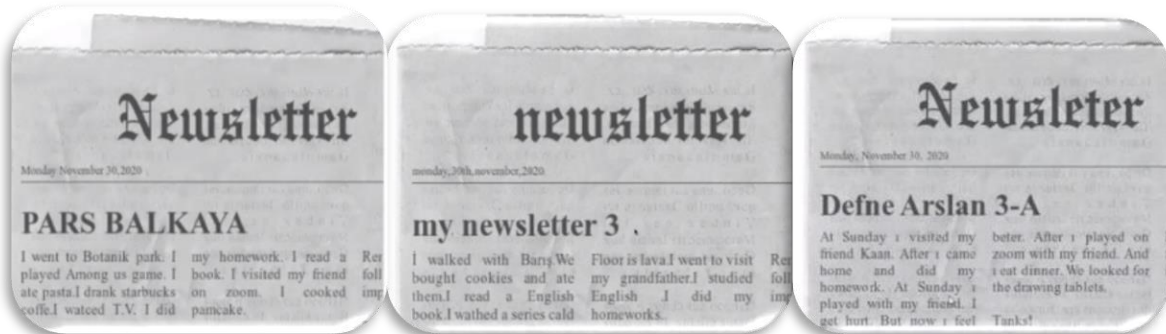 Newsletter
Monday November 30,2020
PARS BALKAYA
I went to Botanik park. I
played Among us game. I
ate pasta.I drank starbucks
coffe.I watced T.V. I did
my homework. I read a
book. I visited my friend
on zoom. I cooked
pamcake.
newsletter
monday,30th,november,2020
my newsletter 3 .
I walked with Barış.We
bought cookies and ate
them.I read a English
book.I wathed a series cald
Floor is lava.I went to visit
my grandfather.I studied
English .I did my
homeworks.
Newsleter
Monday, November 30, 2020
Defne Arslan 3-A
At Sunday ı visited my
friend Kaan. After ı came
home and did my
homework. At Sunday ı
played with my friend. I
get hurt. But now ı feel
beter. After ı played on
zoom with my friend. And
i eat dinner. We looked for
the drawing tablets.
Tanks!